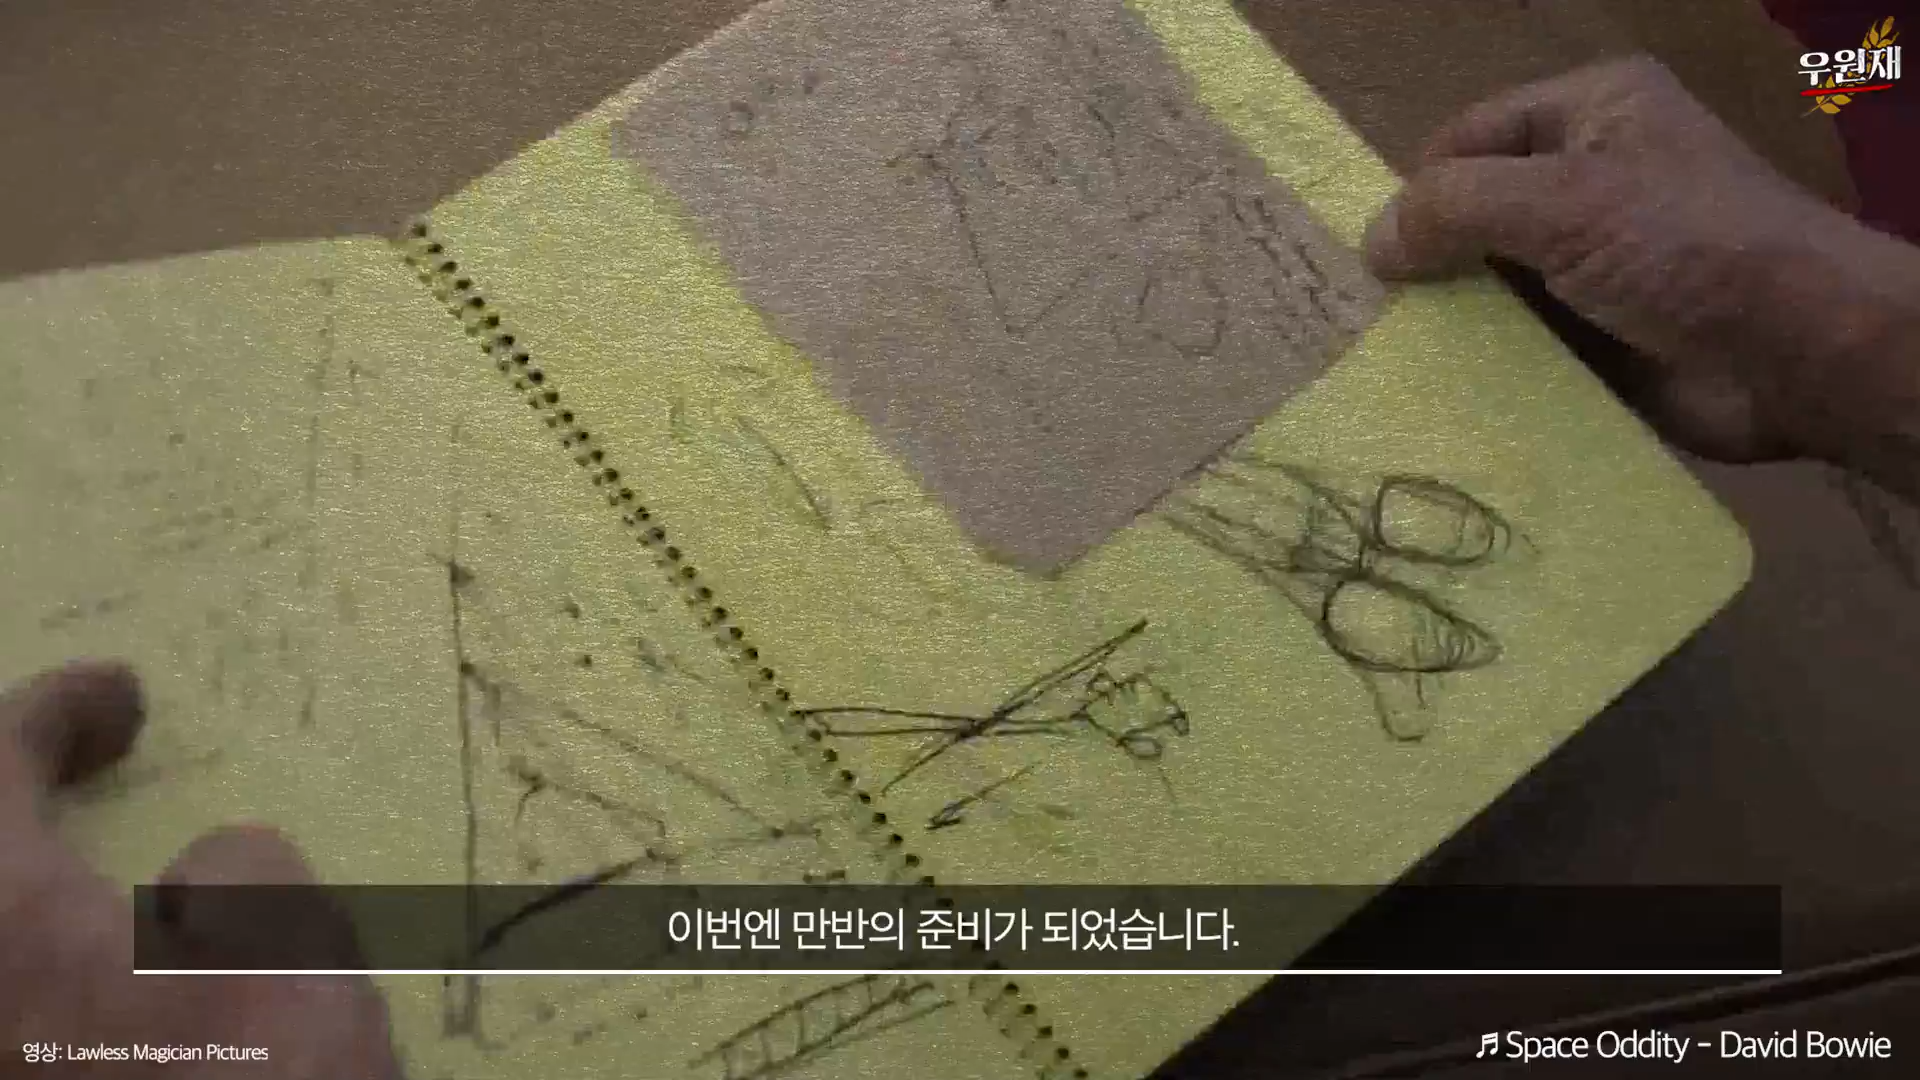 우원재
이번엔 만반의 준비가 되었습니다.
영상: Lawless Magician Pictures
♬ Space Oddity - David Bowie